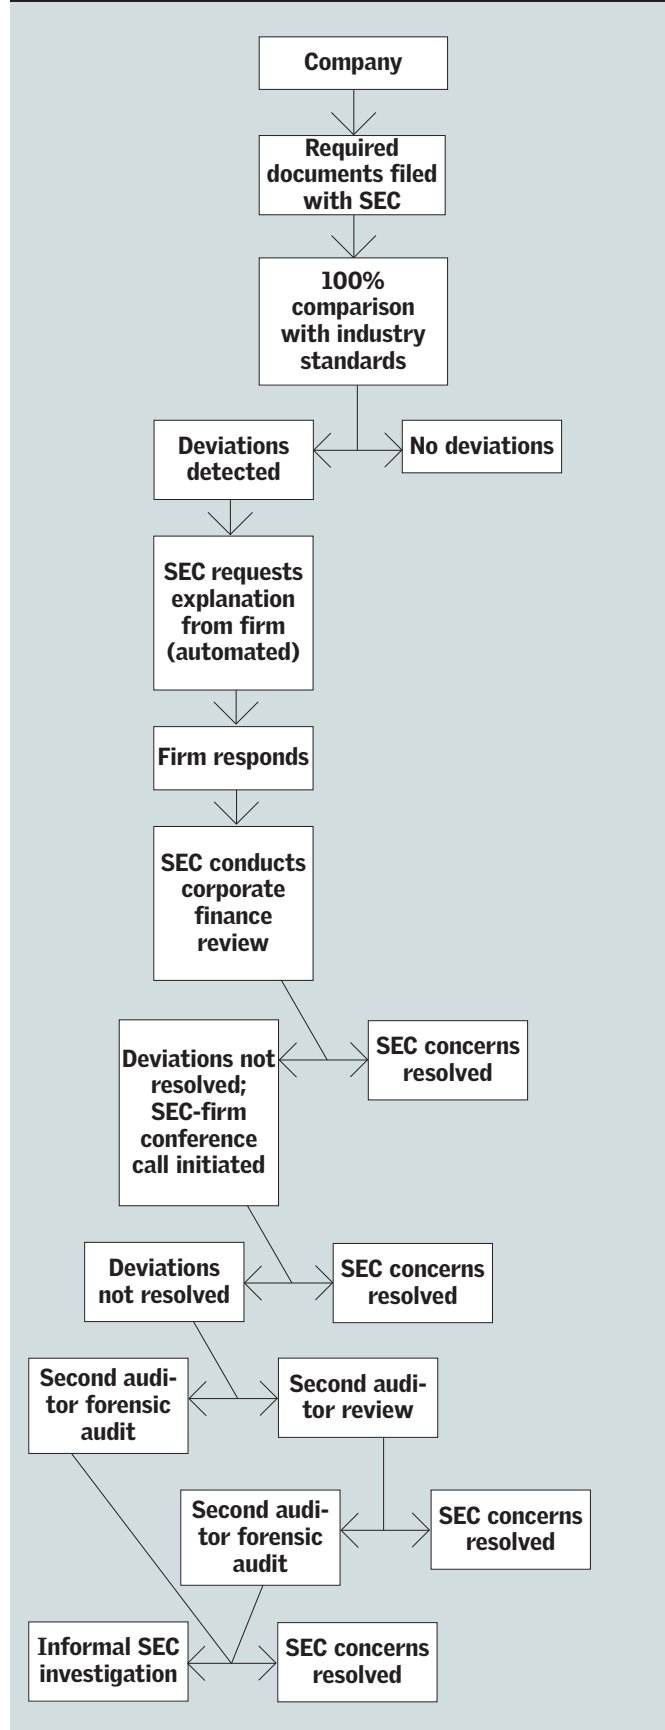 Company
Required
documents filed
with SEC
100%
comparison
with industry
standards
Deviations
detected
No deviations
SEC requests
explanation
from firm
(automated)
Firm responds
SEC conducts
corporate
finance
review
Deviations not
resolved;
SEC-firm
conference
call initiated
SEC concerns
resolved
Deviations
not resolved
SEC concerns
resolved
Second audi-
tor forensic
audit
Second audi-
tor review
Second audi-
tor forensic
audit
SEC concerns
resolved
Informal SEC
investigation
SEC concerns
resolved